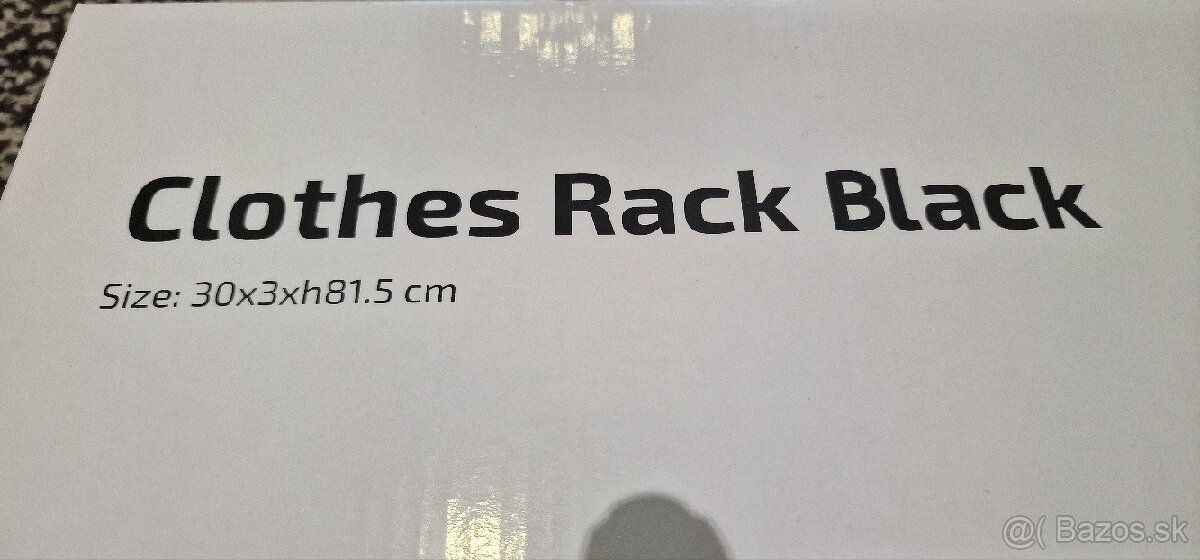 Clothes Rack Black
Size: 30x3xh81.5 cm
@( Bazos.sk